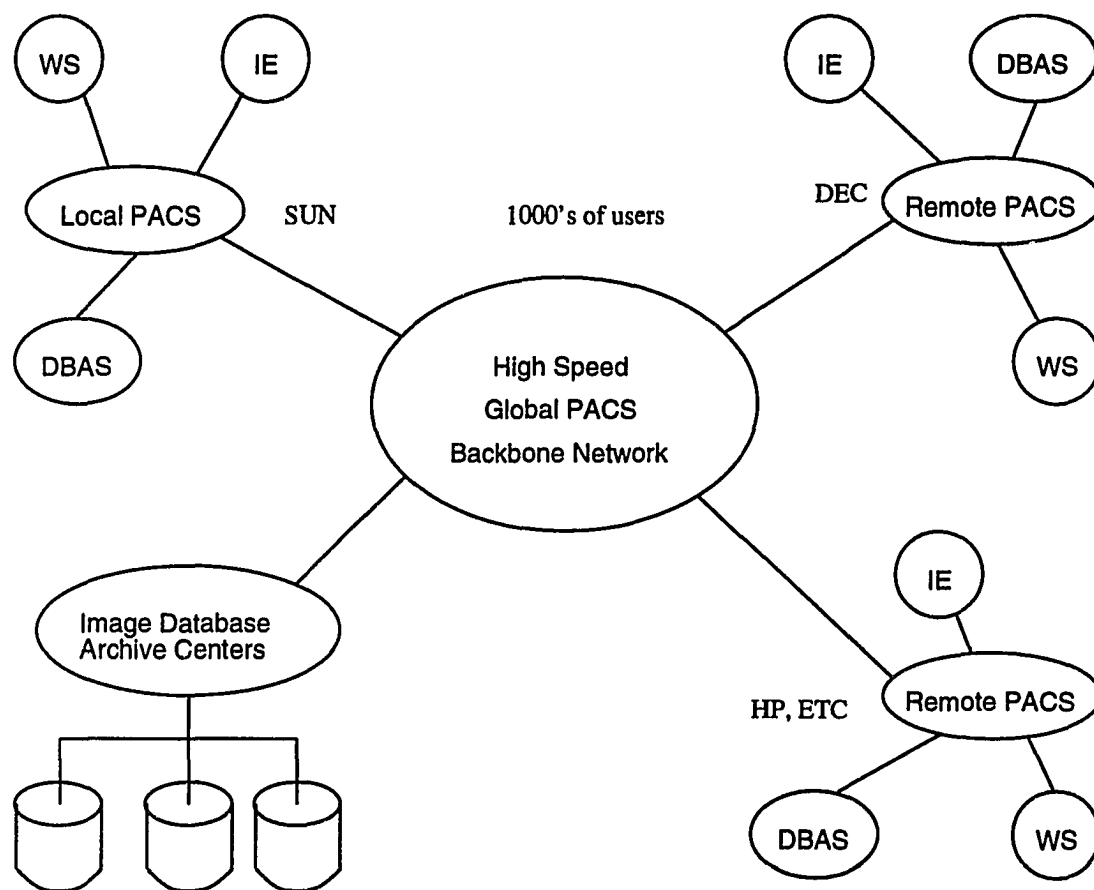 WS
IE
IE
DBAS
Local PACS
SUN
1000's of users
DEC
Remote PACS
DBAS
High Speed
Global PACS
Backbone Network
WS
Image Database
Archive Centers
IE
HP, ETC
Remote PACS
DBAS
WS